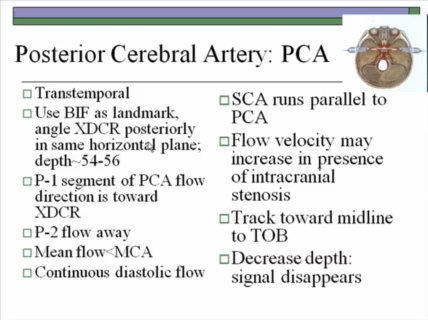 Posterior Cerebral Artery: PCA
Transtemporal
Use BIF as landmark,
angle XDCR posteriorly
in same horizontal plane;
depth~54-56
P-1 segment of PCA flow
direction is toward
XDCR
P-2 flow away
Mean flow<MCA
Continuous diastolic flow
SCA runs parallel to
PCA
Flow velocity may
increase in presence
of intracranial
stenosis
Track toward midline
to TOB
Decrease depth:
signal disappears